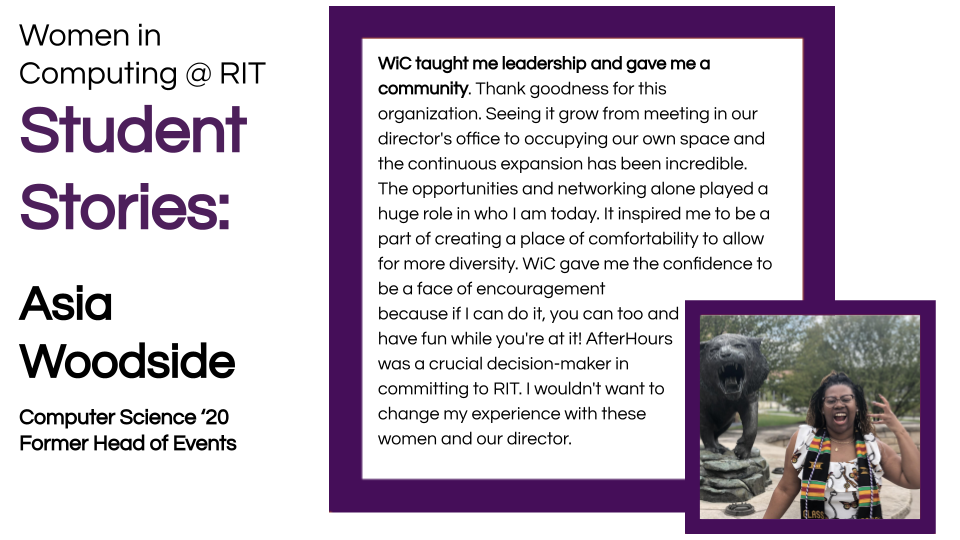 Women in
Computing @ RIT
Student
Stories:
Asia
Woodside
Computer Science ‘20
Former Head of Events
WiC taught me leadership and gave me a
community. Thank goodness for this
organization. Seeing it grow from meeting in our
director's office to occupying our own space and
the continuous expansion has been incredible.
The opportunities and networking alone played a
huge role in who I am today. It inspired me to be a
part of creating a place of comfortability to allow
for more diversity. WiC gave me the confidence to
be a face of encouragement
because if I can do it, you can too and
have fun while you're at it! AfterHours
was a crucial decision-maker in
committing to RIT. I wouldn't want to
change my experience with these
women and our director.
CLASS